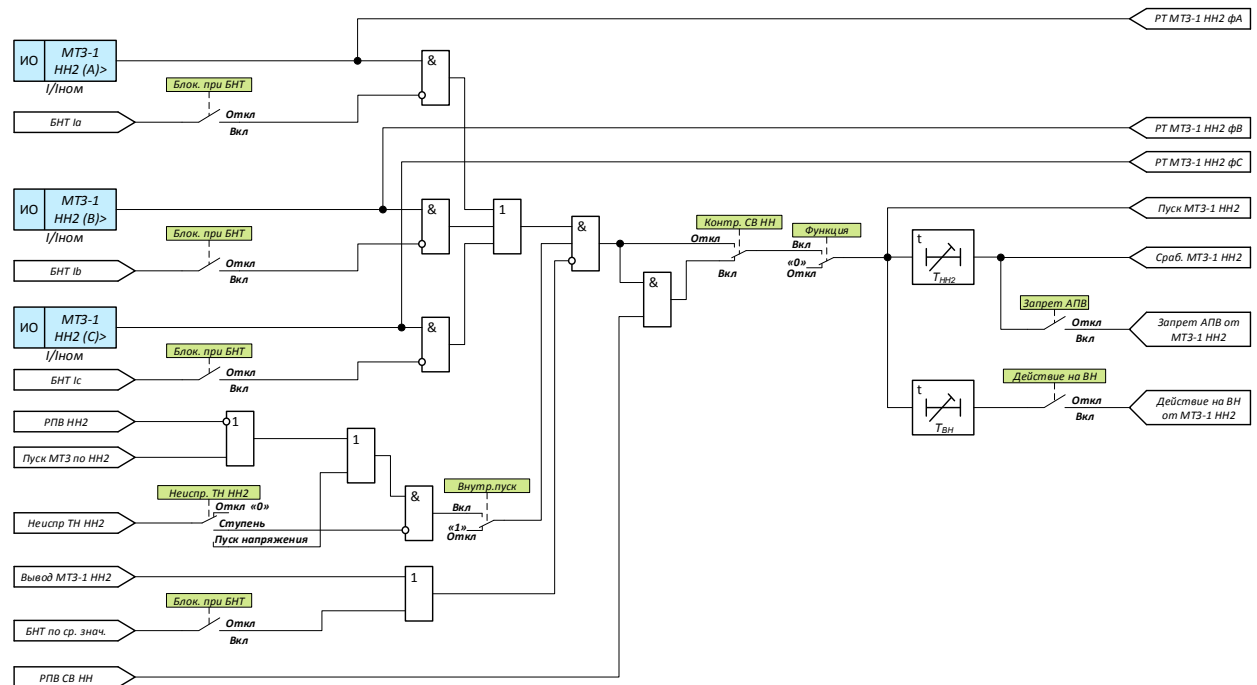 РТ МТЗ-1 НН2 фА
ИО
МТЗ-1
НН2 (А)>
I/Iном
&
Блок. при БНТ
Откл
Вкл
БНТ Ia
РТ МТЗ-1 НН2 фВ
РТ МТЗ-1 НН2 фС
ИО
МТЗ-1
НН2 (В)>
I/Iном
&
1
&
Блок. при БНТ
Откл
Вкл
БНТ Ib
Контр. СВ НН
Откл
Вкл
Функция
Вкл
«0»
Откл
Пуск МТЗ-1 НН2
t
TНН2
Сраб. МТЗ-1 НН2
&
Запрет АПВ
Откл
Вкл
Запрет АПВ от
МТЗ-1 НН2
ИО
МТЗ-1
НН2 (С)>
I/Iном
&
Блок. при БНТ
Откл
Вкл
БНТ Ic
t
TВН
Действие на ВН
Откл
Вкл
Действие на ВН
от МТЗ-1 НН2
РПВ НН2
1
Пуск МТЗ по НН2
1
Неиспр. ТН НН2
Откл «0»
Ступень
Пуск напряжения
Неиспр ТН НН2
&
Внутр.пуск
Вкл
«1»
Откл
Вывод МТЗ-1 НН2
1
Блок. при БНТ
Откл
Вкл
БНТ по ср. знач.
РПВ СВ НН